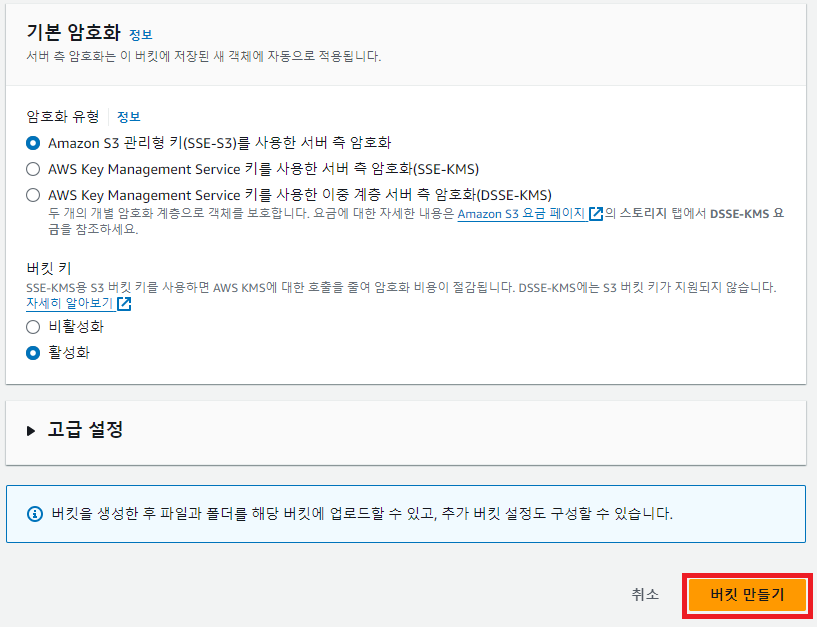 기본 암호화 정보
서버 측 암호화는 이 버킷에 저장된 새 객체에 자동으로 적용됩니다.
암호화 유형 정보
Amazon S3 관리형 키(SSE-S3)를 사용한 서버 측 암호화
AWS Key Management Service 키를 사용한 서버 측 암호화(SSE-KMS)
AWS Key Management Service 키를 사용한 이중 계층 서버 측 암호화(DSSE-KMS)
두 개의 개별 암호화 계층으로 객체를 보호합니다. 요금에 대한 자세한 내용은 Amazon S3 요금 페이지의 스토리지 탭에서 DSSE-KMS 요
금을 참조하세요.
버킷 키
SSE-KMS용 S3 버킷 키를 사용하면 AWS KMS에 대한 호출을 줄여 암호화 비용이 절감됩니다. DSSE-KMS에는 S3 버킷 키가 지원되지 않습니다.
자세히 알아보기
비활성화
활성화
고급 설정
버킷을 생성한 후 파일과 폴더를 해당 버킷에 업로드할 수 있고, 추가 버킷 설정도 구성할 수 있습니다.
취소 버킷 만들기